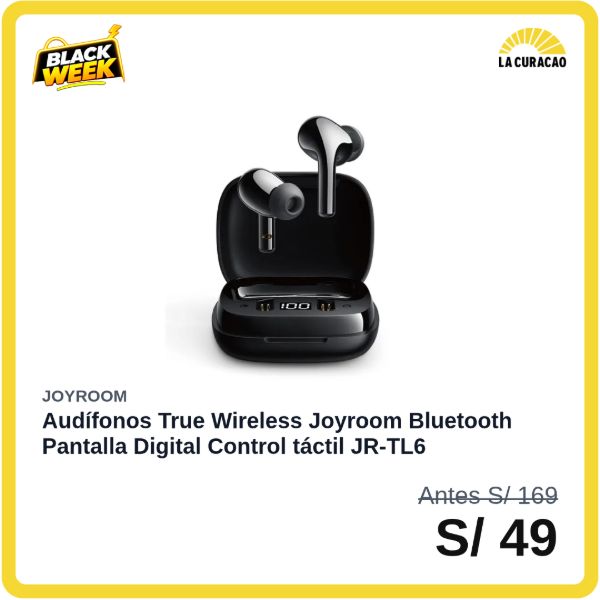 BLACK
WEEK
LA CURACAO
100
JOYROOM
Audífonos True Wireless Joyroom Bluetooth
Pantalla Digital Control táctil JR-TL6
Antes S/ 169
S/ 49